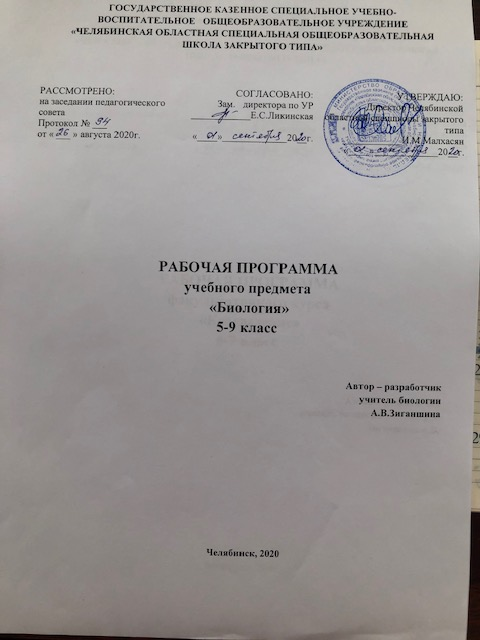 ГОСУДАРСТВЕННОЕ КАЗЕННОЕ СПЕЦИАЛЬНОЕ УЧЕБНО-
ВОСПИТАТЕЛЬНОЕ ОБЩЕОБРАЗОВАТЕЛЬНОЕ УЧРЕЖДЕНИЕ
«ЧЕЛЯБИНСКАЯ ОБЛАСТНАЯ СПЕЦИАЛЬНАЯ ОБЩЕОБРАЗОВАТЕЛЬНАЯ
ШКОЛА ЗАКРЫТОГО ТИПА»
РАССМОТРЕНО:
на заседании педагогического
совета
Протокол № 94
от « 26 » августа 2020г.
СОГЛАСОВАНО:
Зам. директора по УР
Е.С.Ликинская
« » сентября 2020г.
УТВЕРЖДАЮ:
Директор Челябинской
закрытого
типа
И.М.Малхасян
сентября 2020г.
РАБОЧАЯ ПРОГРАММА
учебного предмета
«Биология»
5-9 класс
Автор – разработчик
учитель биологии
А.В.Зиганшина
Челябинск, 2020